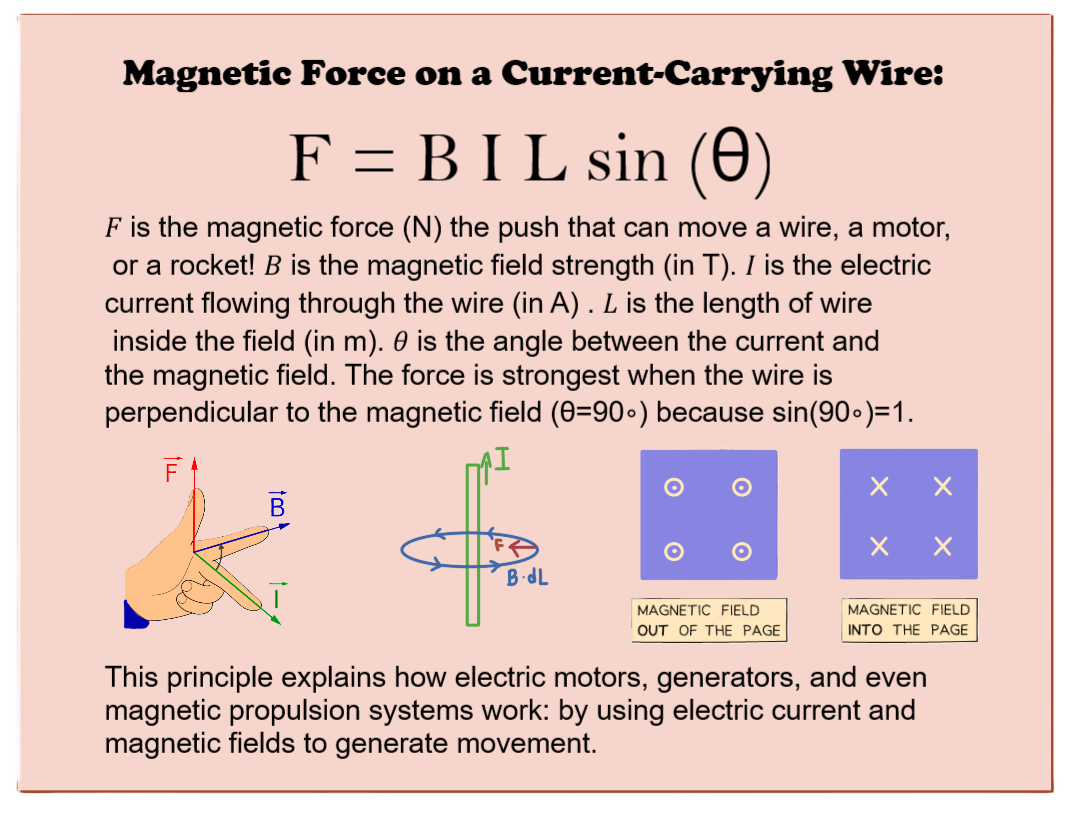 Magnetic Force on a Current-Carrying Wire:
F = B I L sin (θ)
F is the magnetic force (N) the push that can move a wire, a motor,
or a rocket! B is the magnetic field strength (in T). I is the electric
current flowing through the wire (in A) . L is the length of wire
inside the field (in m). θ is the angle between the current and
the magnetic field. The force is strongest when the wire is
perpendicular to the magnetic field (θ=90∘) because sin(90∘)=1.
F
B
I
I
F
B·dL
MAGNETIC FIELD
OUT OF THE PAGE
MAGNETIC FIELD
INTO THE PAGE
This principle explains how electric motors, generators, and even
magnetic propulsion systems work: by using electric current and
magnetic fields to generate movement.